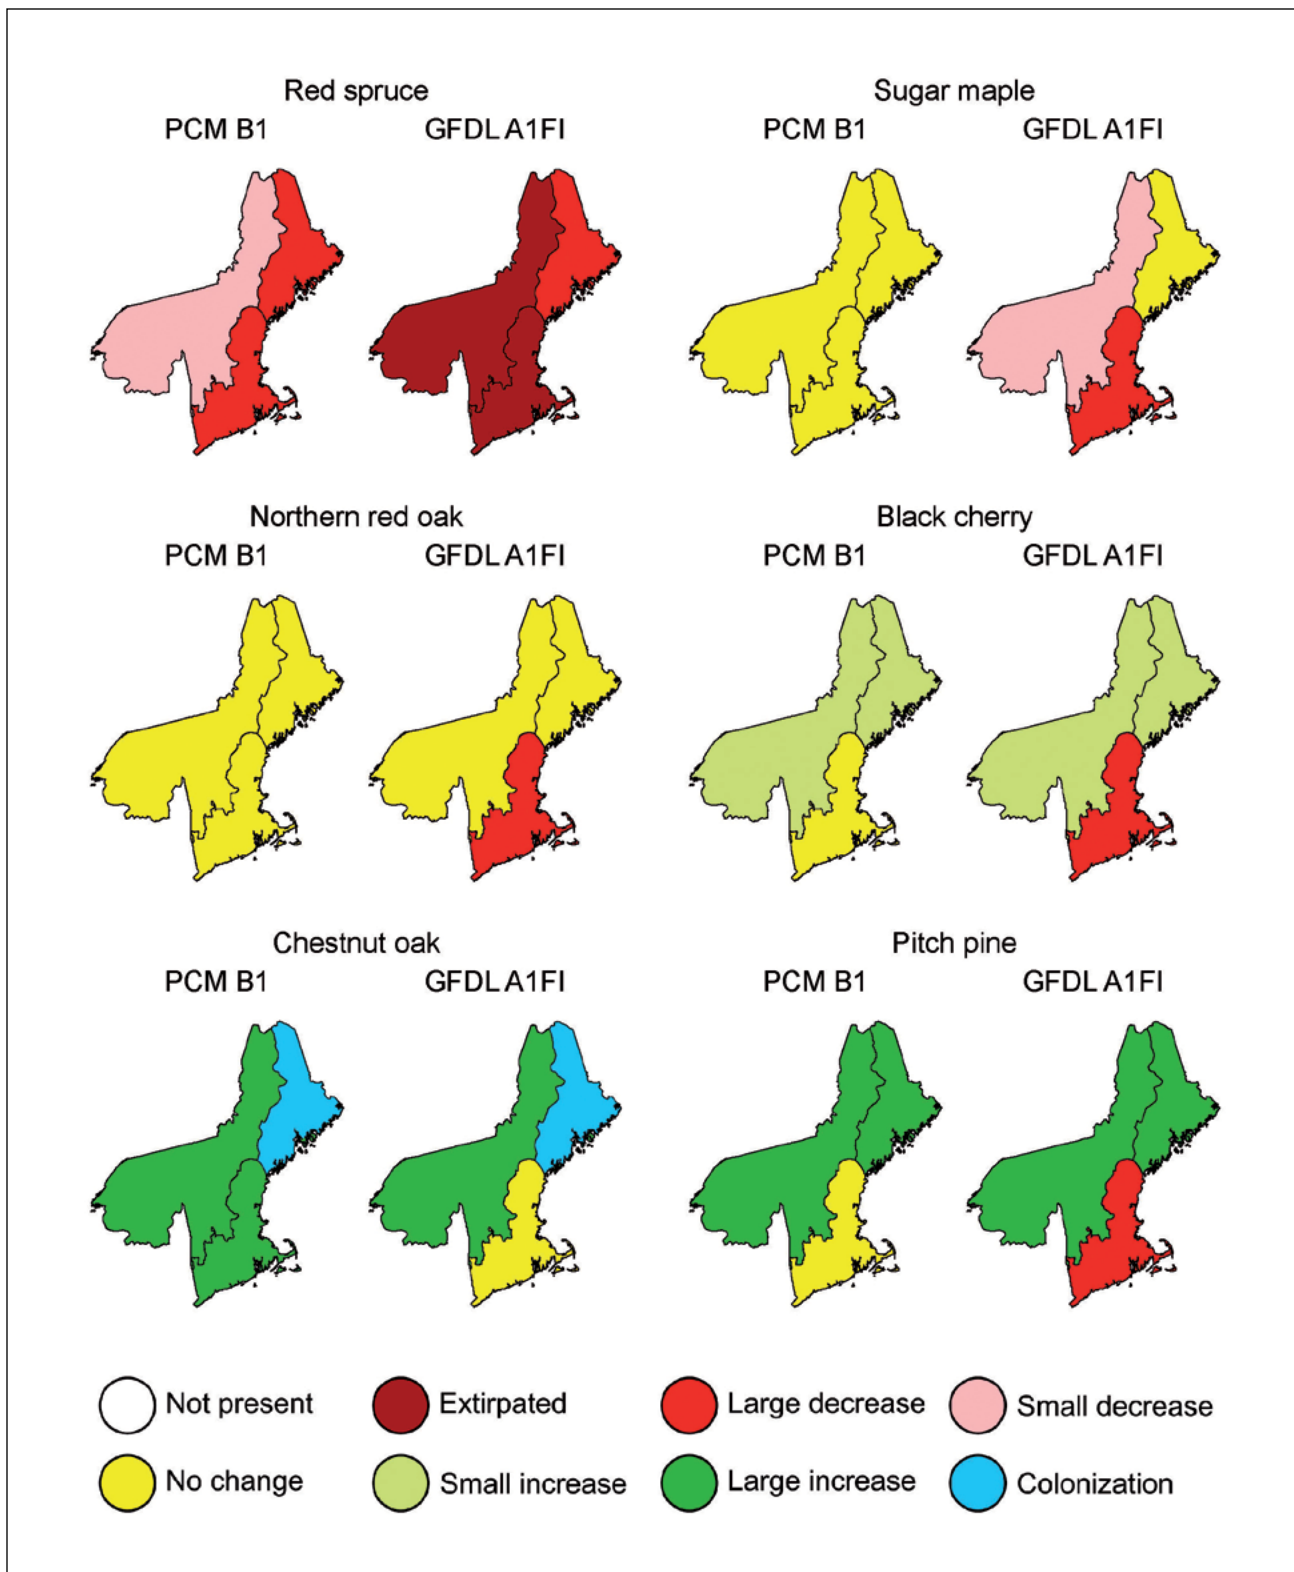 Red spruce
Sugar maple
PCM B1
GFDL A1FI
PCM B1
GFDL A1FI
Northern red oak
Black cherry
PCM B1
GFDL A1FI
PCM B1
GFDL A1FI
Chestnut oak
Pitch pine
PCM B1
GFDL A1FI
PCM B1
GFDL A1FI
Not present
Extirpated
Large decrease
Small decrease
No change
Small increase
Large increase
Colonization